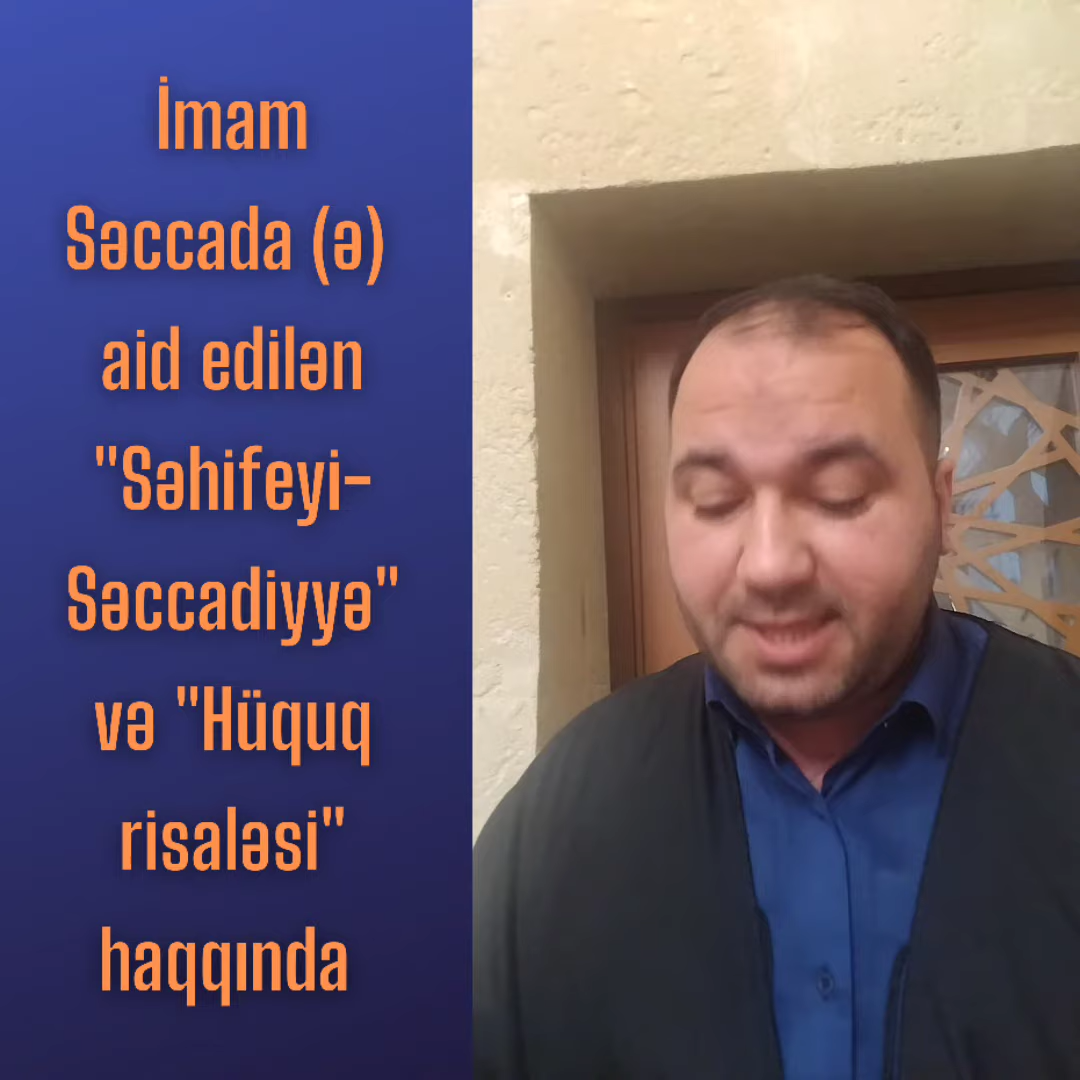 İmam
Səccada (ə)
aid edilən
"Səhifeyi-
Səccadiyyə"
və "Hüquq
risaləsi"
haqqında